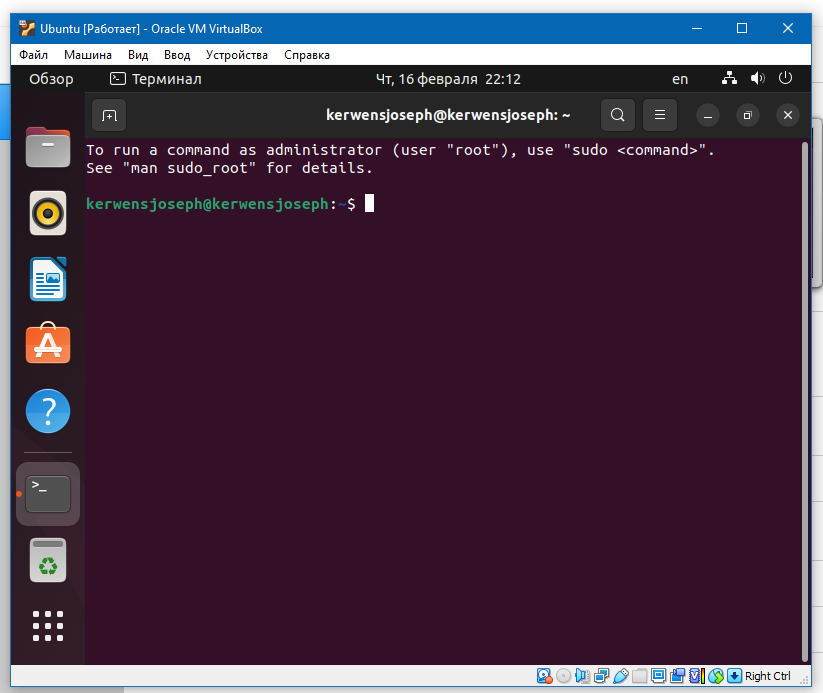 Ubuntu [Работает] - Oracle VM VirtualBox
Файл Машина Вид Ввод Устройства Справка
Обзор Терминал Чт, 16 февраля 22:12 en
kerwensjoseph@kerwensjoseph: ~
To run a command as administrator (user "root"), use "sudo <command>".
See "man sudo_root" for details.
kerwensjoseph@kerwensjoseph:~$
Right Ctrl